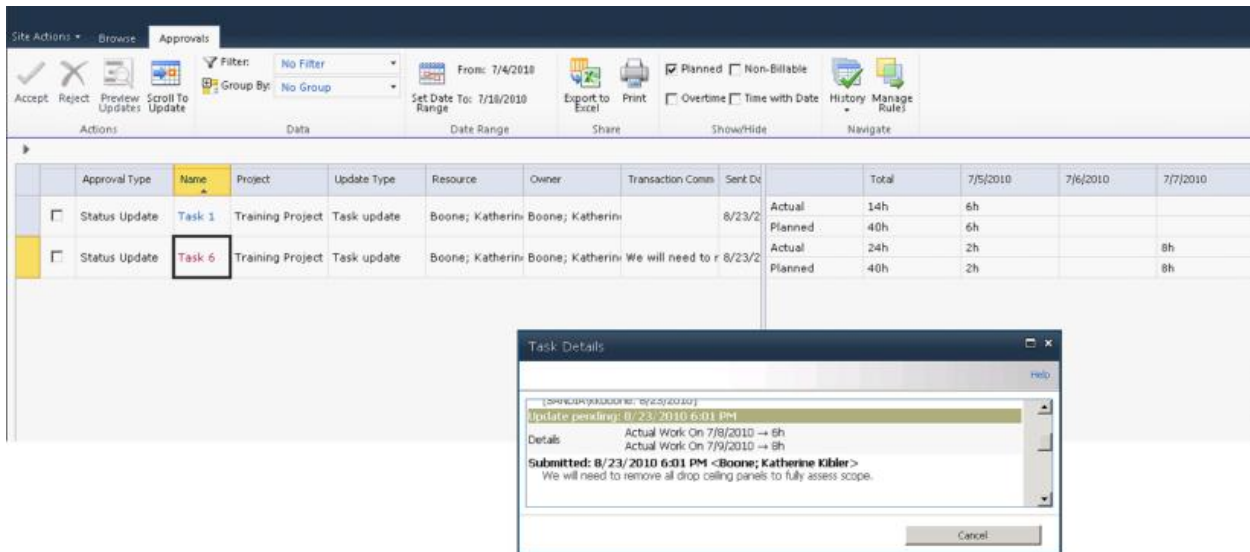 Site Actions Browse Approvals
Accept Reject Preview Updates Scroll To Update
Filter: No Filter
Group By: No Group
Set Date Range From: 7/4/2010 To: 7/18/2010
Export to Excel Print
Planned Non-Billable
Overtime Time with Date
History Manage Rules
Actions Data Date Range Share Show/Hide Navigate
Approval Type Name Project Update Type Resource Owner Transaction Comm Sent Da Total 7/5/2010 7/6/2010 7/7/2010
Status Update Task 1 Training Project Task update Boone; Katherin Boone; Katherin 8/23/2
Actual 14h 6h
Planned 40h 6h
Status Update Task 6 Training Project Task update Boone; Katherin Boone; Katherin We will need to r 8/23/2
Actual 24h 2h 8h
Planned 40h 2h 8h
Task Details
Help
Update pending: 8/23/2010 6:01 PM
Details
Actual Work On 7/8/2010 → 6h
Actual Work On 7/9/2010 → 8h
Submitted: 8/23/2010 6:01 PM <Boone; Katherine Kibler>
We will need to remove all drop ceiling panels to fully assess scope.
Cancel